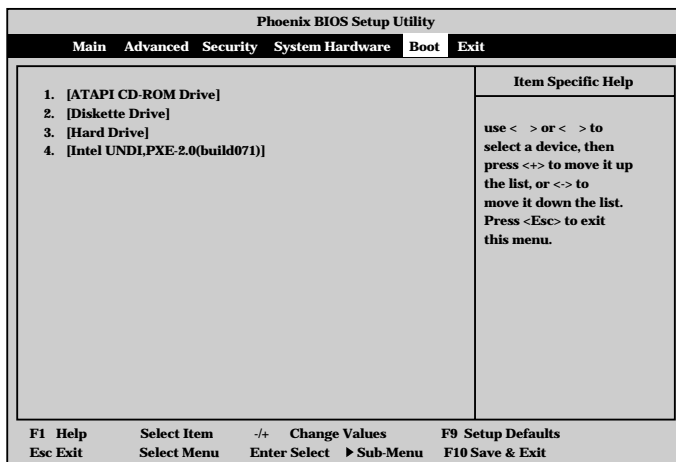 Phoenix BIOS Setup Utility
Main Advanced Security System Hardware Boot Exit
1. [ATAPI CD-ROM Drive]
2. [Diskette Drive]
3. [Hard Drive]
4. [Intel UNDI,PXE-2.0(build071)]
Item Specific Help
use < > or < > to
select a device, then
press <+> to move it up
the list, or <-> to
move it down the list.
Press <Esc> to exit
this menu.
F1 Help Select Item -/+ Change Values F9 Setup Defaults
Esc Exit Select Menu Enter Select ▶ Sub-Menu F10 Save & Exit